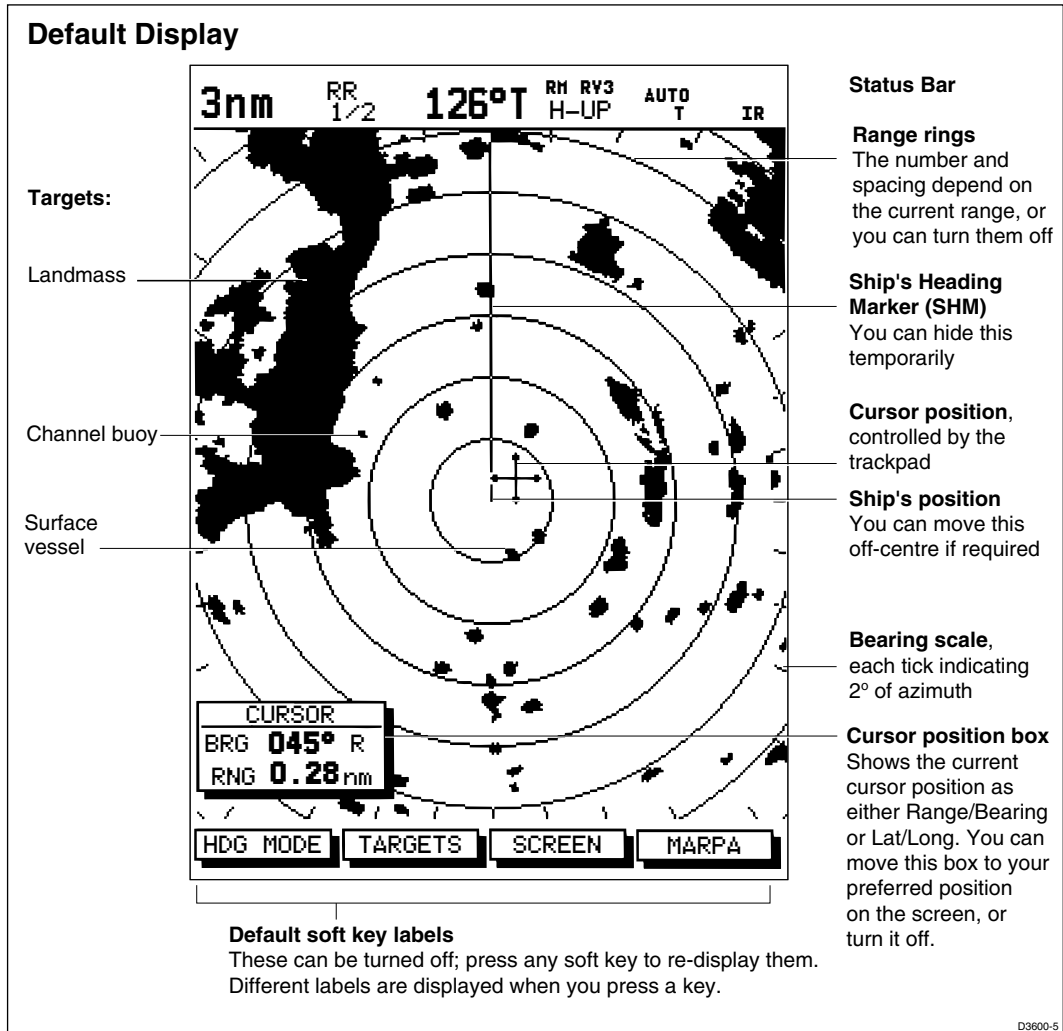 Default Display
3nm
RR
1/2
126°T
RM RY3
H-UP
AUTO
T
IR
Status Bar
Targets:
Landmass
Channel buoy
Surface
vessel
Range rings
The number and
spacing depend on
the current range, or
you can turn them off
Ship's Heading
Marker (SHM)
You can hide this
temporarily
Cursor position,
controlled by the
trackpad
Ship's position
You can move this
off-centre if required
Bearing scale,
each tick indicating
2º of azimuth
Cursor position box
Shows the current
cursor position as
either Range/Bearing
or Lat/Long. You can
move this box to your
preferred position
on the screen, or
turn it off.
CURSOR
BRG 045° R
RNG 0.28 nm
HDG MODE
TARGETS
SCREEN
MARPA
Default soft key labels
These can be turned off; press any soft key to re-display them.
Different labels are displayed when you press a key.
D3600-5